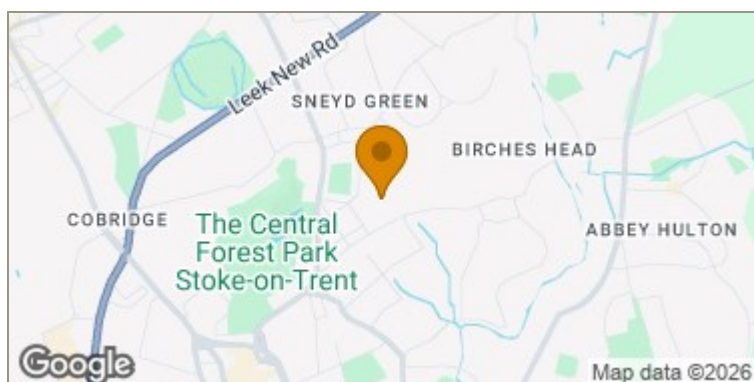 Leek New Rd
SNEYD GREEN
BIRCHES HEAD
COBRIDGE
The Central
Forest Park
Stoke-on-Trent
ABBEY HULTON
Google
Map data ©2026